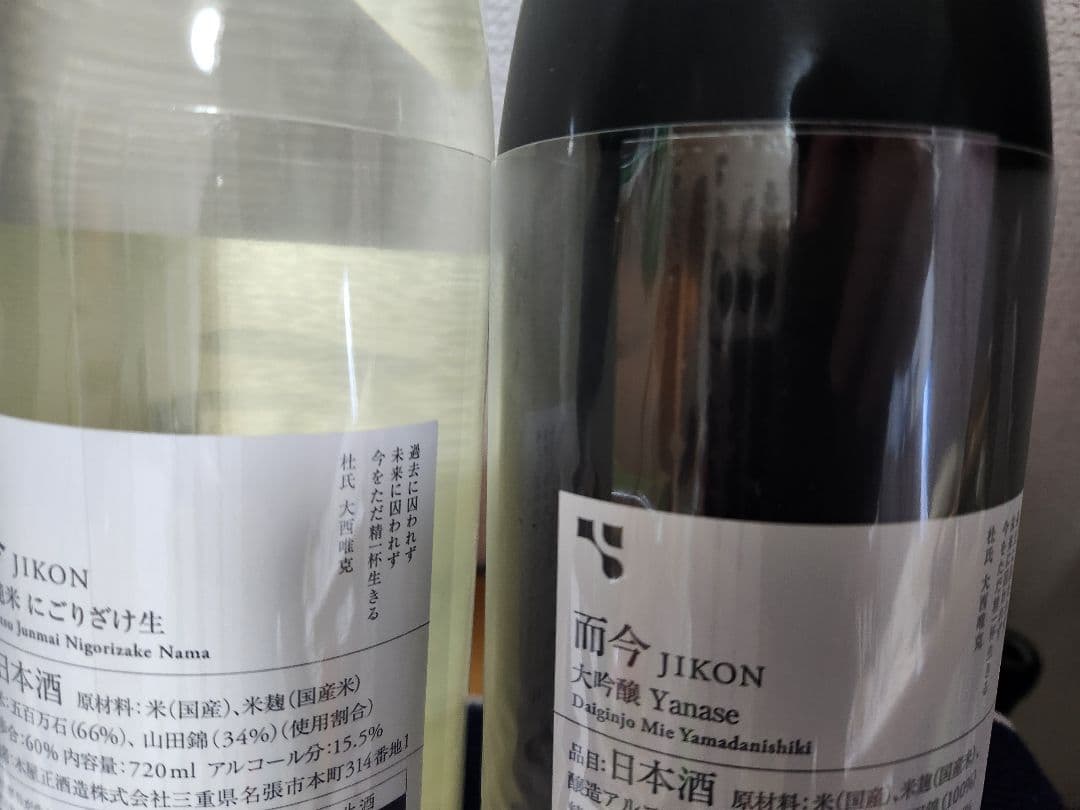 過去に囚われず
未来に囚われず
今をただ精一杯生きる
杜氏 大西唯克
JIKON
純米 にごりざけ生
Junmai Nigorizake Nama
日本酒 原材料：米（国産）、米麹（国産米）
五百万石（66%）、山田錦（34%）（使用割合）
60% 内容量：720ml アルコール分：15.5%
木屋正酒造株式会社三重県名張市本町314番地1
杜氏 大西唯克
而今 JIKON
大吟醸 Yanase
Daiginjo Mie Yamadanishiki
品目：日本酒 原材料：米（国産）、米麹（国産米）、
醸造アル
(100%)